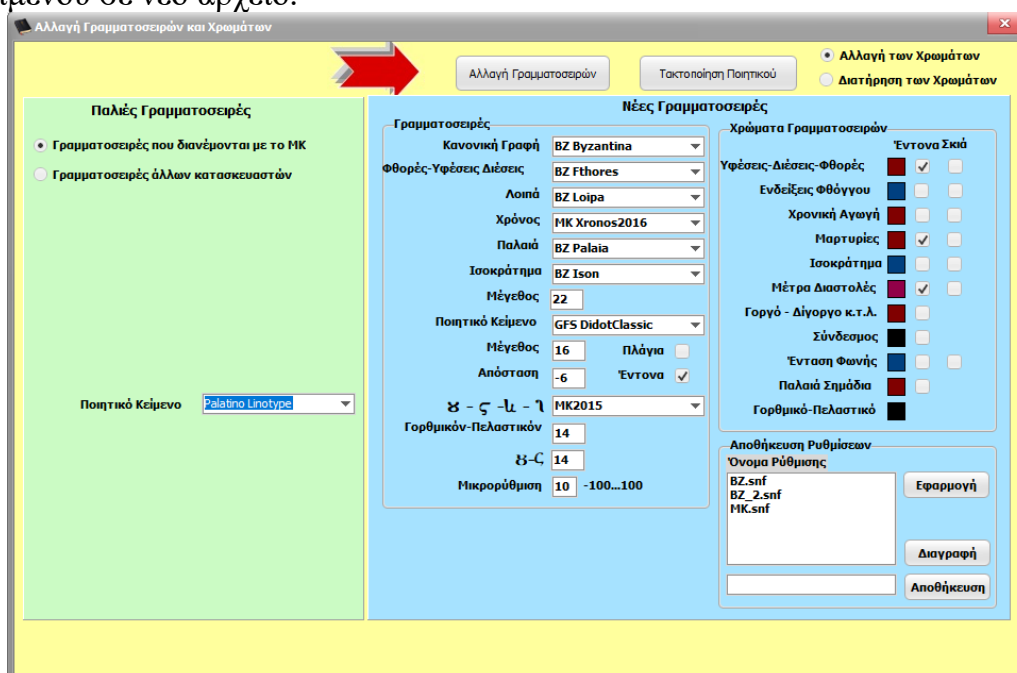 ιμένου σε νέο αρχείο.
Αλλαγή Γραμματοσειρών και Χρωμάτων
Αλλαγή Γραμματοσειρών
Τακτοποίηση Ποιητικού
Αλλαγή των Χρωμάτων
Διατήρηση των Χρωμάτων
Παλιές Γραμματοσειρές
Γραμματοσειρές που διανέμονται με το ΜΚ
Γραμματοσειρές άλλων κατασκευαστών
Ποιητικό Κείμενο Palatino Linotype
Νέες Γραμματοσειρές
Γραμματοσειρές
Κανονική Γραφή BZ Byzantina
Φθορές-Υφέσεις Διέσεις BZ Fthores
Λοιπά BZ Loipa
Χρόνος MK Xronos2016
Παλαιά BZ Palaia
Ισοκράτημα BZ Ison
Μέγεθος 22
Ποιητικό Κείμενο GFS DidotClassic
Μέγεθος 16 Πλάγια
Απόσταση -6 Έντονα
MK2015
Γορθμικόν-Πελαστικόν 14
14
Μικρορύθμιση 10 -100...100
Χρώματα Γραμματοσειρών
Έντονα Σκιά
Υφέσεις-Διέσεις-Φθορές
Ενδείξεις Φθόγγου
Χρονική Αγωγή
Μαρτυρίες
Ισοκράτημα
Μέτρα Διαστολές
Γοργό - Δίγοργο κ.τ.λ.
Σύνδεσμος
Ένταση Φωνής
Παλαιά Σημάδια
Γορθμικό-Πελαστικό
Αποθήκευση Ρυθμίσεων
Όνομα Ρύθμισης
BZ.snf
BZ_2.snf
MK.snf
Εφαρμογή
Διαγραφή
Αποθήκευση